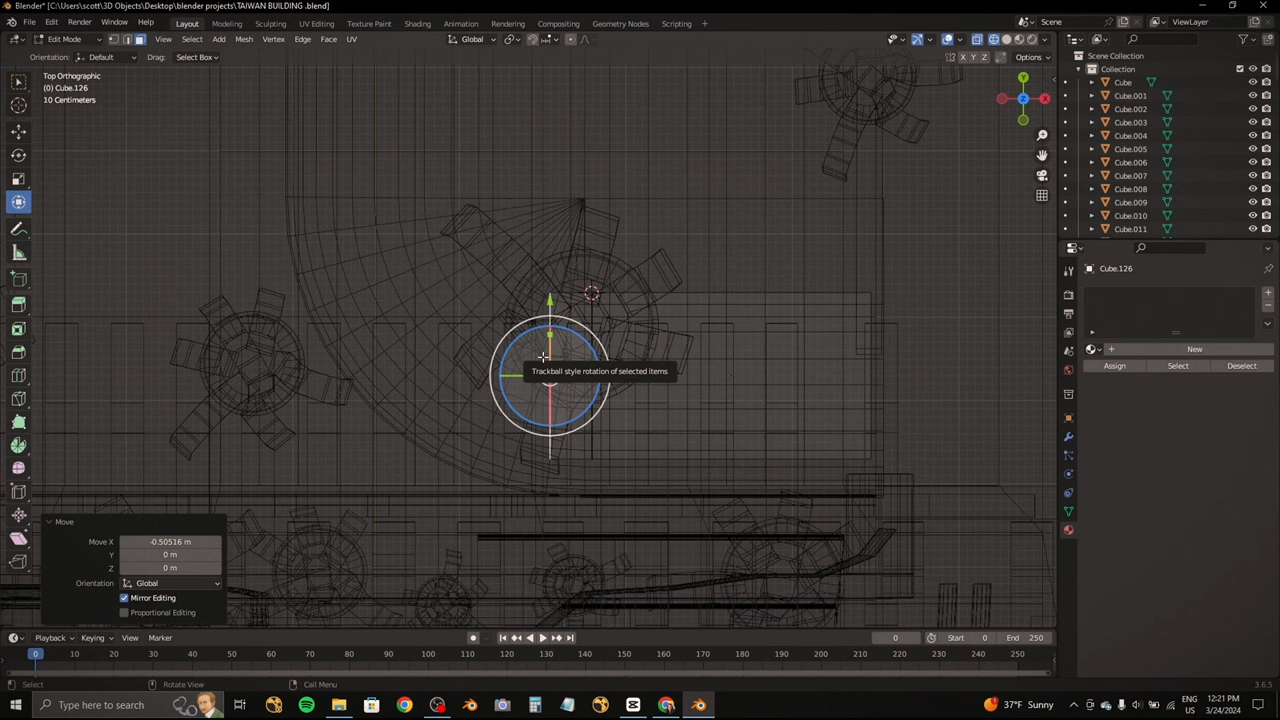 Blender* [C:\Users\scott\3D Objects\Desktop\blender projects\TAIWAN BUILDING .blend]
File Edit Render Window Help Layout Modeling Sculpting UV Editing Texture Paint Shading Animation Rendering Compositing Geometry Nodes Scripting + Scene ViewLayer
Edit Mode View Select Add Mesh Vertex Edge Face UV Global
Orientation: Default Drag: Select Box X Y Z Options
Top Orthographic
(0) Cube.126
10 Centimeters
Y
Z
X
Scene Collection
Collection
Cube
Cube.001
Cube.002
Cube.003
Cube.004
Cube.005
Cube.006
Cube.007
Cube.008
Cube.009
Cube.010
Cube.011
Cube.126
+ New
Assign Select Deselect
Trackball style rotation of selected items
Move
Move X -0.50516 m
Y 0 m
Z 0 m
Orientation Global
Mirror Editing
Proportional Editing
Playback Keying View Marker 0 Start 0 End 250
0 10 20 30 40 50 60 70 80 90 100 110 120 130 140 150 160 170 180 190 200 210 220 230 240 250
Select Rotate View Call Menu 3.6.5
Type here to search
37°F Sunny
ENG
US
12:21 PM
3/24/2024